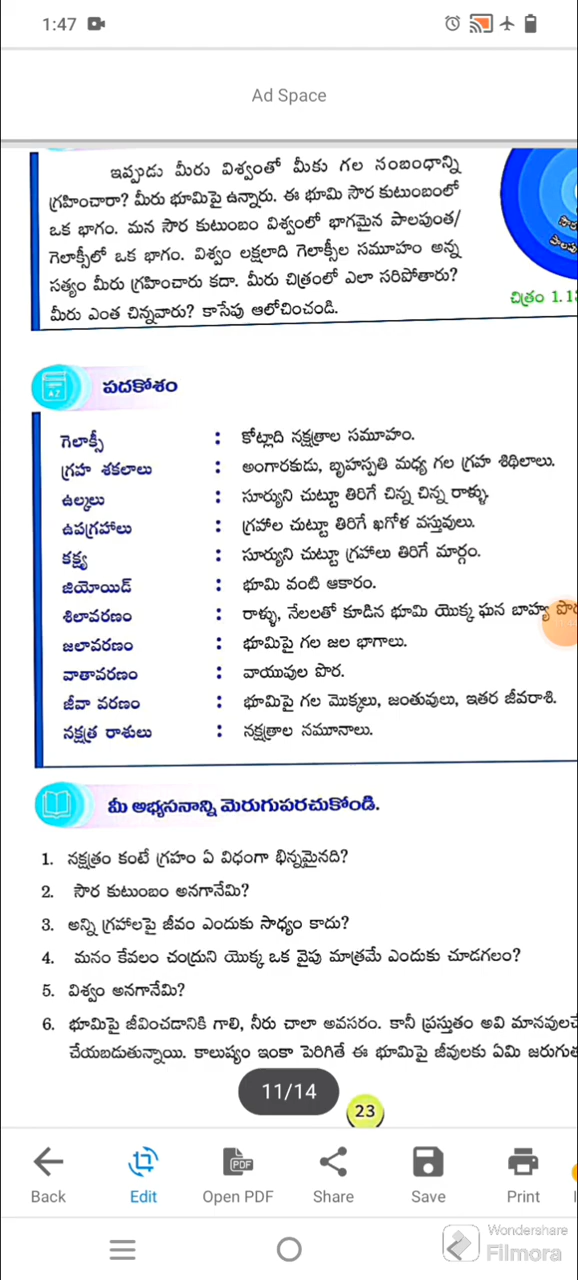 1:47
Ad Space
ఇప్పుడు మీరు విశ్వంతో మీకు గల సంబంధాన్ని
గ్రహించారా? మీరు భూమిపై ఉన్నారు. ఈ భూమి సౌర కుటుంబంలో
ఒక భాగం. మన సౌర కుటుంబం విశ్వంలో భాగమైన పాలపుంత/
గెలాక్సీలో ఒక భాగం. విశ్వం లక్షలాది గెలాక్సీల సమూహం అన్న
సత్యం మీరు గ్రహించారు కదా. మీరు చిత్రంలో ఎలా సరిపోతారు?
మీరు ఎంత చిన్నవారు? కాసేపు ఆలోచించండి.
చిత్రం 1.1
పదకోశం
గెలాక్సీ : కోట్లాది నక్షత్రాల సమూహం.
గ్రహ శకలాలు : అంగారకుడు, బృహస్పతి మధ్య గల గ్రహ శిథిలాలు.
ఉల్కలు : సూర్యుని చుట్టూ తిరిగే చిన్న చిన్న రాళ్ళు.
ఉపగ్రహాలు : గ్రహాల చుట్టూ తిరిగే ఖగోళ వస్తువులు.
కక్ష్య : సూర్యుని చుట్టూ గ్రహాలు తిరిగే మార్గం.
జియోయిడ్ : భూమి వంటి ఆకారం.
శిలావరణం : రాళ్ళు, నేలలతో కూడిన భూమి యొక్క ఘన బాహ్య
జలావరణం : భూమిపై గల జల భాగాలు.
వాతావరణం : వాయువుల పొర.
జీవా వరణం : భూమిపై గల మొక్కలు, జంతువులు, ఇతర జీవరాశి.
నక్షత్ర రాశులు : నక్షత్రాల నమూనాలు.
మీ అభ్యసనాన్ని మెరుగుపరచుకోండి.
1. నక్షత్రం కంటే గ్రహం ఏ విధంగా భిన్నమైనది?
2. సౌర కుటుంబం అనగానేమి?
3. అన్ని గ్రహాలపై జీవం ఎందుకు సాధ్యం కాదు?
4. మనం కేవలం చంద్రుని యొక్క ఒక వైపు మాత్రమే ఎందుకు చూడగలం?
5. విశ్వం అనగానేమి?
6. భూమిపై జీవించడానికి గాలి, నీరు చాలా అవసరం. కానీ ప్రస్తుతం అవి
చేయబడుతున్నాయి. కాలుష్యం ఇంకా పెరిగితే ఈ భూమిపై జీవులకు ఏమి
11/14
23
Back Edit Open PDF Share Save Print
Wondershare
Filmora